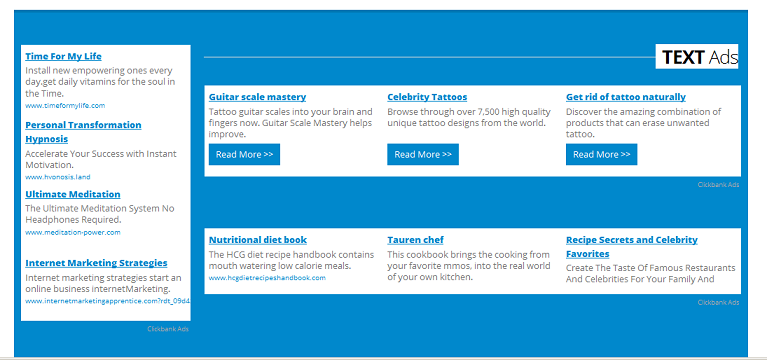 Time For My Life
Install new empowering ones every
day.get daily vitamins for the soul in
the Time.
www.timeformylife.com
Personal Transformation
Hypnosis
Accelerate Your Success with Instant
Motivation.
www.hvonosis.land
Ultimate Meditation
The Ultimate Meditation System No
Headphones Required.
www.meditation-power.com
Internet Marketing Strategies
Internet marketing strategies start an
online business internetMarketing.
www.internetmarketingapprentice.com?rdt_09d4
Clickbank Ads
TEXT Ads
Guitar scale mastery
Tattoo guitar scales into your brain and
fingers now. Guitar Scale Mastery helps
improve.
Read More >>
Celebrity Tattoos
Browse through over 7,500 high quality
unique tattoo designs from the world.
Read More >>
Get rid of tattoo naturally
Discover the amazing combination of
products that can erase unwanted
tattoo.
Read More >>
Clickbank Ads
Nutritional diet book
The HCG diet recipe handbook contains
mouth watering low calorie meals.
www.hcgdietrecipeshandbook.com
Tauren chef
This cookbook brings the cooking from
your favorite mmos, into the real world
of your own kitchen.
Recipe Secrets and Celebrity
Favorites
Create The Taste Of Famous Restaurants
And Celebrities For Your Family And
Clickbank Ads